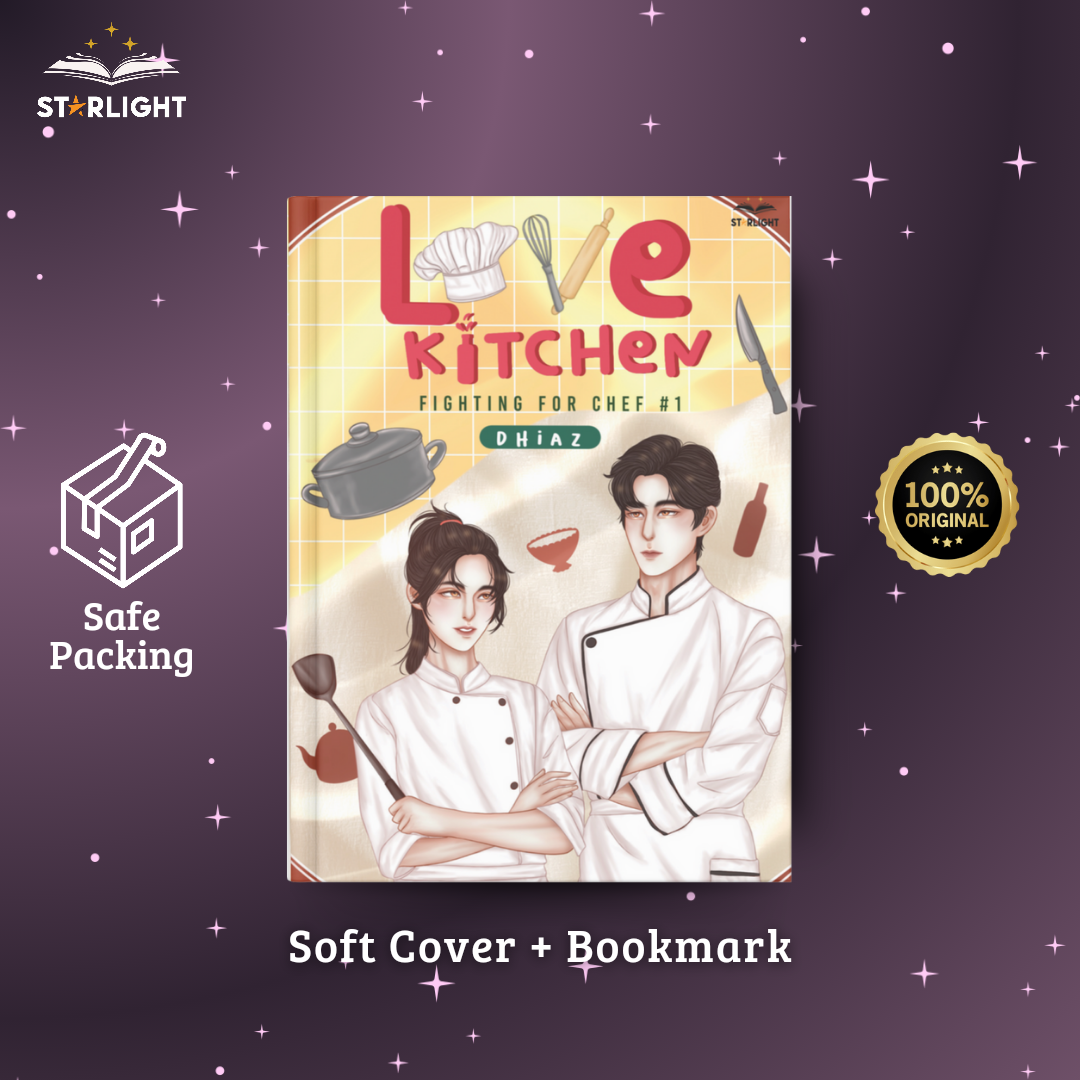 STARLIGHT
STARLIGHT
LOVE
KiTCHeN
FIGHTING FOR CHEF #1
DHiAZ
Safe
Packing
100%
ORIGINAL
Soft Cover + Bookmark